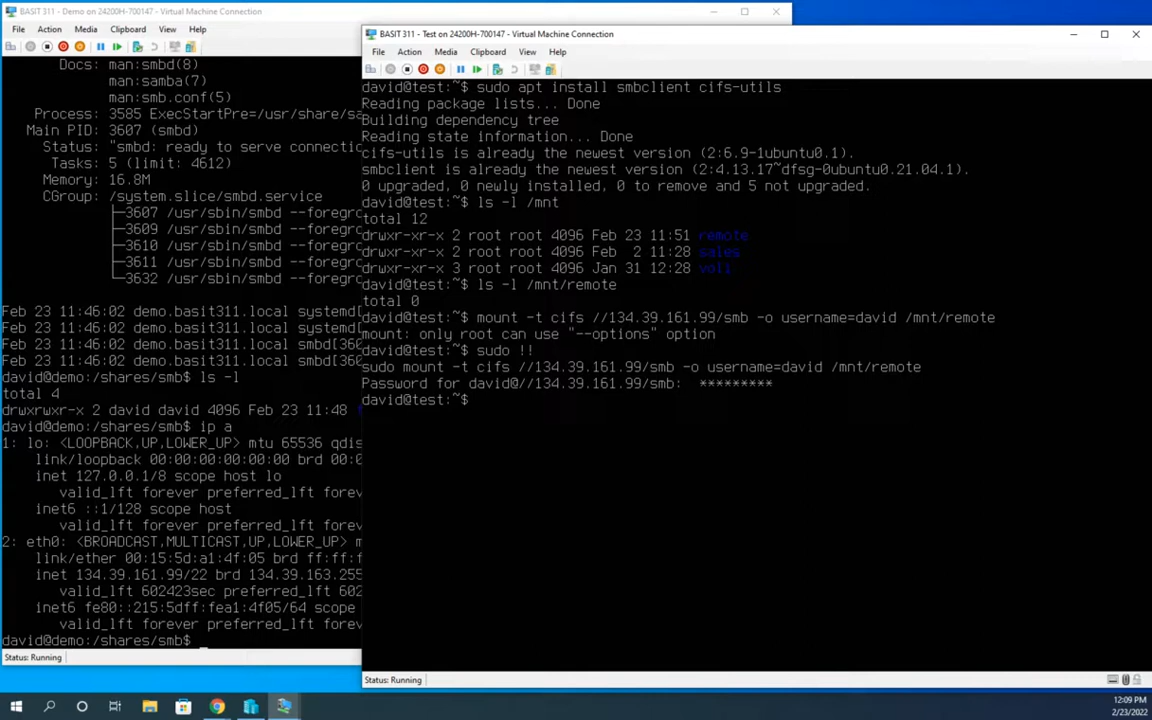 BASIT 311 - Demo on 24200H-700147 - Virtual Machine Connection
File Action Media Clipboard View Help
Docs: man:smbd(8)
man:samba(7)
man:smb.conf(5)
Process: 3585 ExecStartPre=/usr/share/sa
Main PID: 3607 (smbd)
Status: "smbd: ready to serve connectio
Tasks: 5 (limit: 4612)
Memory: 16.8M
CGroup: /system.slice/smbd.service
├─3607 /usr/sbin/smbd --foregro
├─3609 /usr/sbin/smbd --foregro
├─3610 /usr/sbin/smbd --foregro
├─3611 /usr/sbin/smbd --foregro
└─3632 /usr/sbin/smbd --foregro
Feb 23 11:46:02 demo.basit311.local systemd[
Feb 23 11:46:02 demo.basit311.local systemd[
Feb 23 11:46:02 demo.basit311.local smbd[360
Feb 23 11:46:02 demo.basit311.local smbd[360
david@demo:/shares/smb$ ls -l
total 4
drwxrwxr-x 2 david david 4096 Feb 23 11:48
david@demo:/shares/smb$ ip a
1: lo: <LOOPBACK,UP,LOWER_UP> mtu 65536 qdis
link/loopback 00:00:00:00:00:00 brd 00:0
inet 127.0.0.1/8 scope host lo
valid_lft forever preferred_lft forev
inet6 ::1/128 scope host
valid_lft forever preferred_lft forev
2: eth0: <BROADCAST,MULTICAST,UP,LOWER_UP> m
link/ether 00:15:5d:a1:4f:05 brd ff:ff:f
inet 134.39.161.99/22 brd 134.39.163.255
valid_lft 602423sec preferred_lft 602
inet6 fe80::215:5dff:fea1:4f05/64 scope
valid_lft forever preferred_lft forev
david@demo:/shares/smb$ _
Status: Running
BASIT 311 - Test on 24200H-700147 - Virtual Machine Connection
File Action Media Clipboard View Help
david@test:~$ sudo apt install smbclient cifs-utils
Reading package lists... Done
Building dependency tree
Reading state information... Done
cifs-utils is already the newest version (2:6.9-1ubuntu0.1).
smbclient is already the newest version (2:4.13.17~dfsg-0ubuntu0.21.04.1).
0 upgraded, 0 newly installed, 0 to remove and 5 not upgraded.
david@test:~$ ls -l /mnt
total 12
drwxr-xr-x 2 root root 4096 Feb 23 11:51 remote
drwxr-xr-x 2 root root 4096 Feb  2 11:28 sales
drwxr-xr-x 3 root root 4096 Jan 31 12:28 vol1
david@test:~$ ls -l /mnt/remote
total 0
david@test:~$ mount -t cifs //134.39.161.99/smb -o username=david /mnt/remote
mount: only root can use "--options" option
david@test:~$ sudo !!
sudo mount -t cifs //134.39.161.99/smb -o username=david /mnt/remote
Password for david@//134.39.161.99/smb:  *********
david@test:~$
Status: Running
12:09 PM
2/23/2022